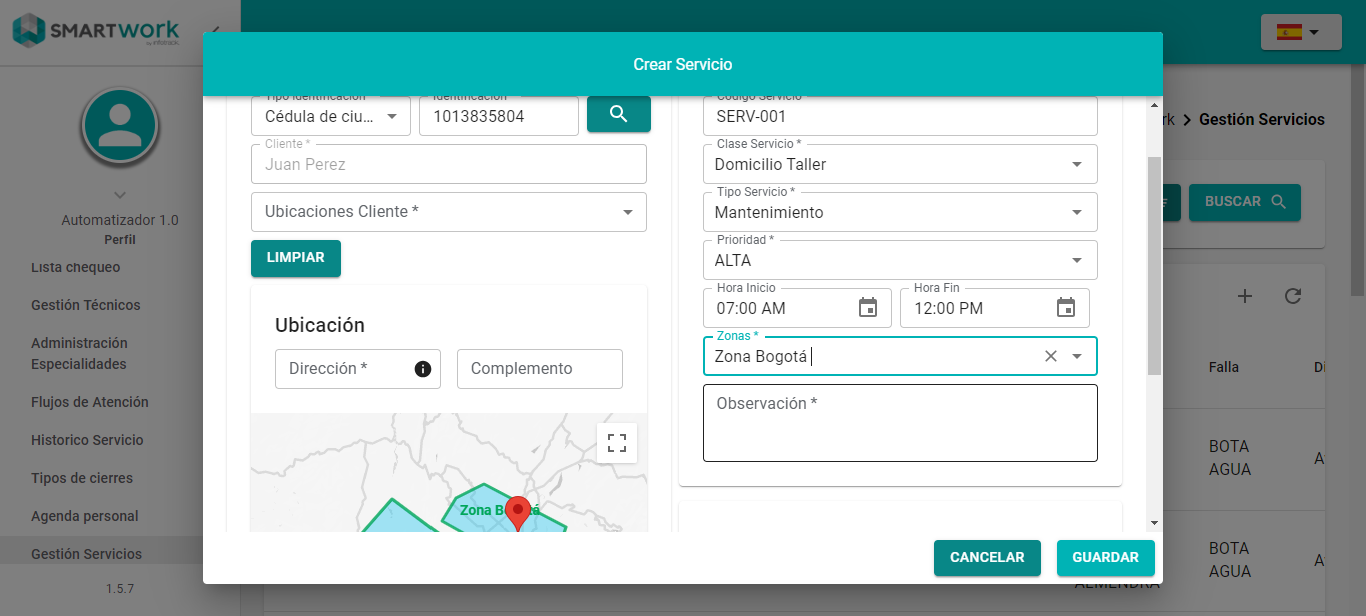 SMARTWORK
by infotrack
Crear Servicio
rk > Gestión Servicios
Automatizador 1.0
Perfil
Lista chequeo
Gestión Técnicos
Administración
Especialidades
Flujos de Atención
Historico Servicio
Tipos de cierres
Agenda personal
Gestión Servicios
1.5.7
Tipo Identificación
Cédula de ciu...
Identificación
1013835804
Cliente *
Juan Perez
Ubicaciones Cliente *
LIMPIAR
Ubicación
Dirección *
Complemento
Zona Bogotá
Código Servicio
SERV-001
Clase Servicio *
Domicilio Taller
Tipo Servicio *
Mantenimiento
Prioridad *
ALTA
Hora Inicio
07:00 AM
Hora Fin
12:00 PM
Zonas *
Zona Bogotá
Observación *
CANCELAR
GUARDAR
BUSCAR
Falla
Di
BOTA
AGUA
BOTA
AGUA
ALMENDRA